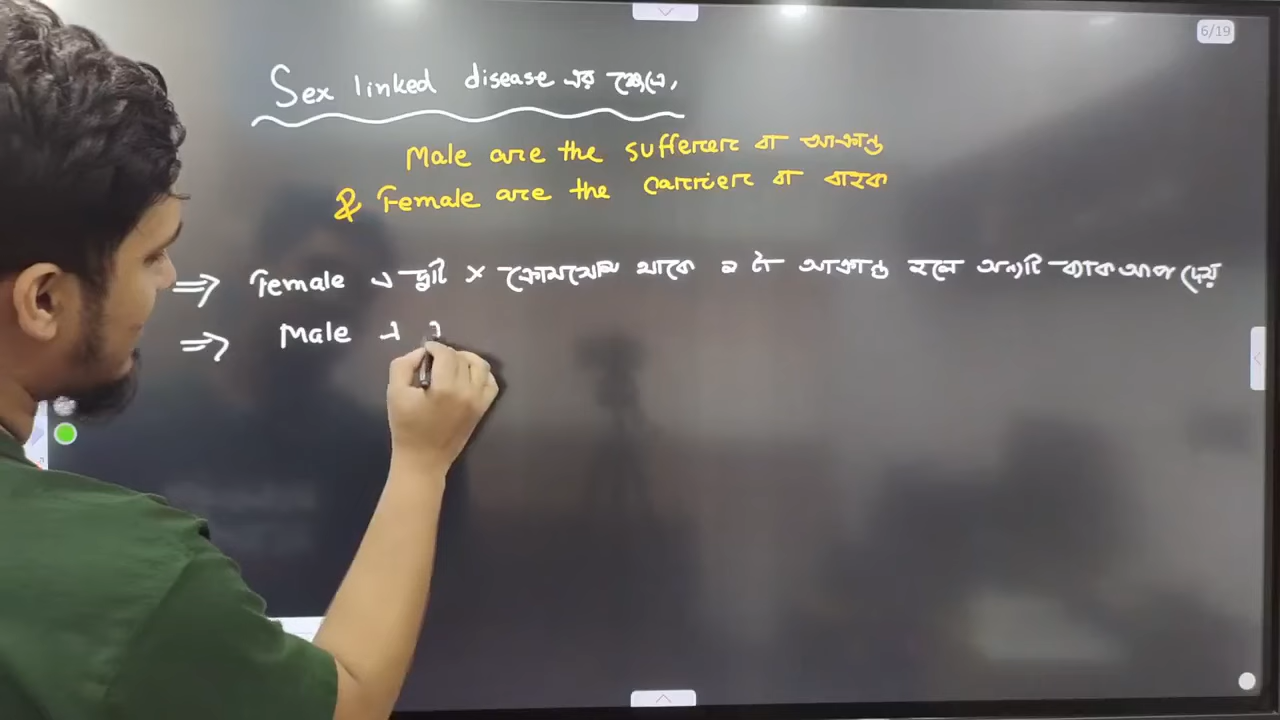 6/19
Sex linked disease এর ক্ষেত্রে,
Male are the sufferer বা আক্রান্ত
& Female are the carrier বা বাহক
⇒ Female এ দুটি X ক্রোমোজোম থাকে ১ টা আক্রান্ত হলে অন্যটি ব্যাকআপ দেয়
⇒ Male এ